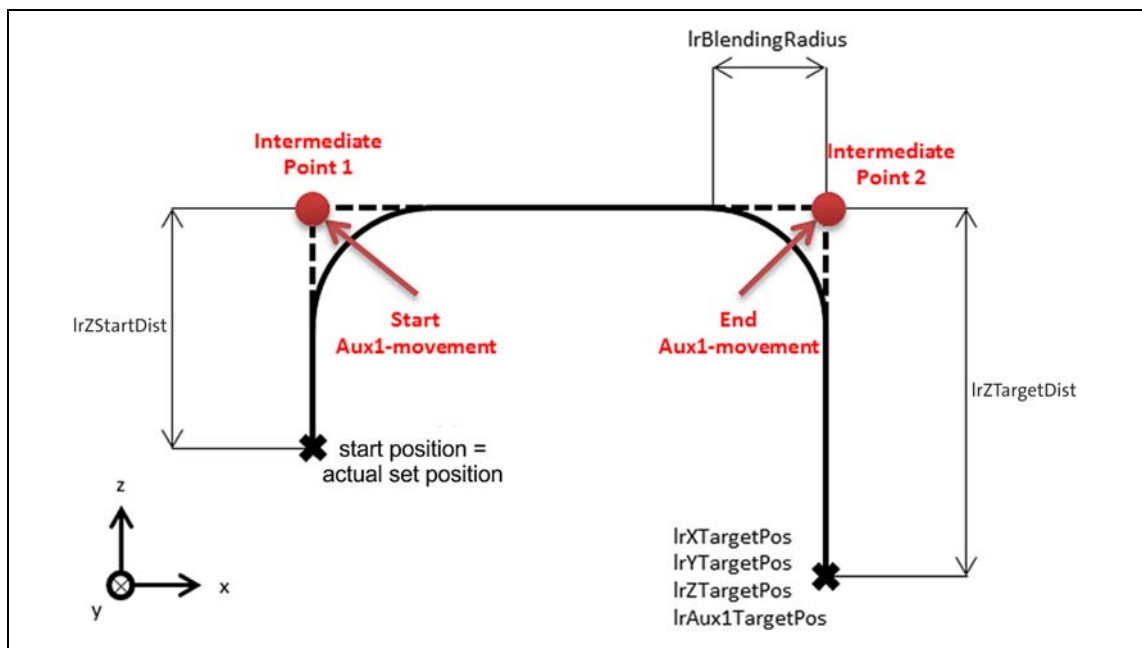 lrBlendingRadius
Intermediate
Point 1
Intermediate
Point 2
lrZStartDist
Start
Aux1-movement
End
Aux1-movement
lrZTargetDist
start position =
actual set position
z
x
y
lrXTargetPos
lrYTargetPos
lrZTargetPos
lrAux1TargetPos